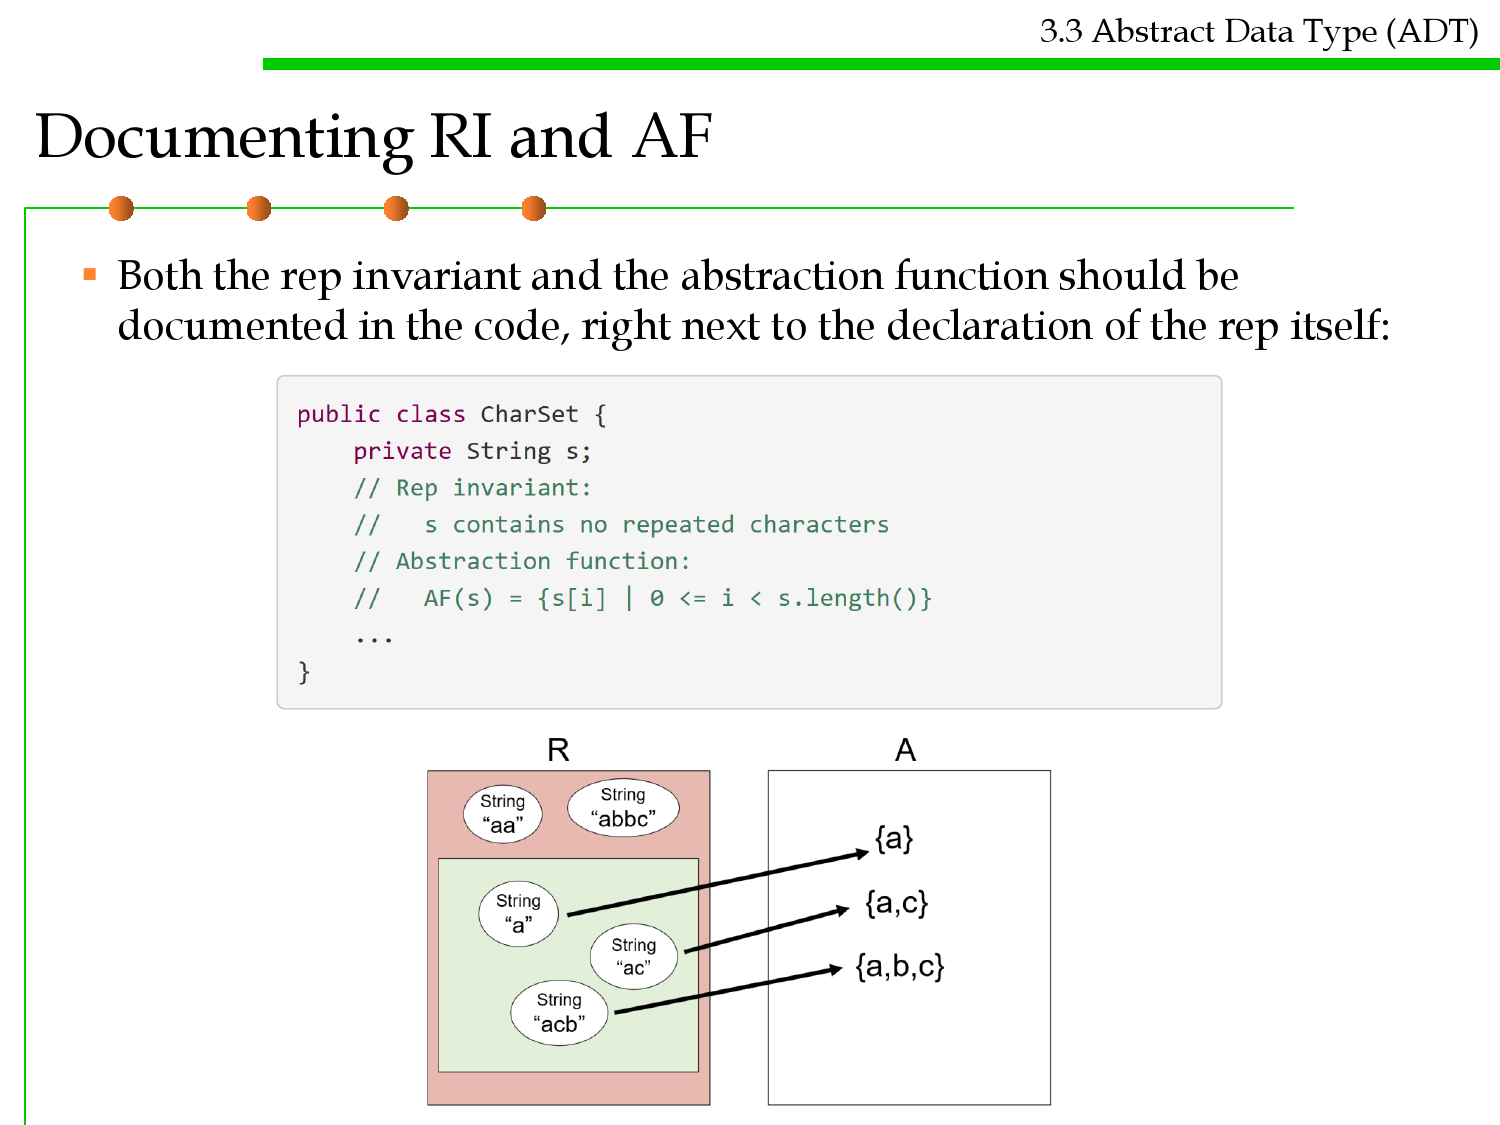 3.3 Abstract Data Type (ADT)
Documenting RI and AF
Both the rep invariant and the abstraction function should be
documented in the code, right next to the declaration of the rep itself:
public class CharSet {
    private String s;
    // Rep invariant:
    //   s contains no repeated characters
    // Abstraction function:
    //   AF(s) = {s[i] | 0 <= i < s.length()}
    ...
}
R
A
String
“aa”
String
“abbc”
String
“a”
String
“ac”
String
“acb”
{a}
{a,c}
{a,b,c}